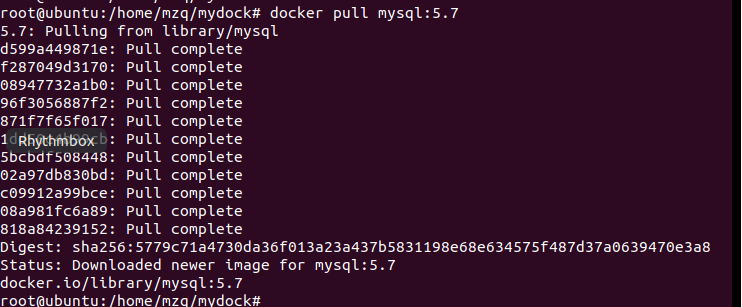 root@ubuntu:/home/mzq/mydock# docker pull mysql:5.7
5.7: Pulling from library/mysql
d599a449871e: Pull complete
f287049d3170: Pull complete
08947732a1b0: Pull complete
96f3056887f2: Pull complete
871f7f65f017: Pull complete
: Pull complete
Rhythmbox
5bcbdf508448: Pull complete
02a97db830bd: Pull complete
c09912a99bce: Pull complete
08a981fc6a89: Pull complete
818a84239152: Pull complete
Digest: sha256:5779c71a4730da36f013a23a437b5831198e68e634575f487d37a0639470e3a8
Status: Downloaded newer image for mysql:5.7
docker.io/library/mysql:5.7
root@ubuntu:/home/mzq/mydock#